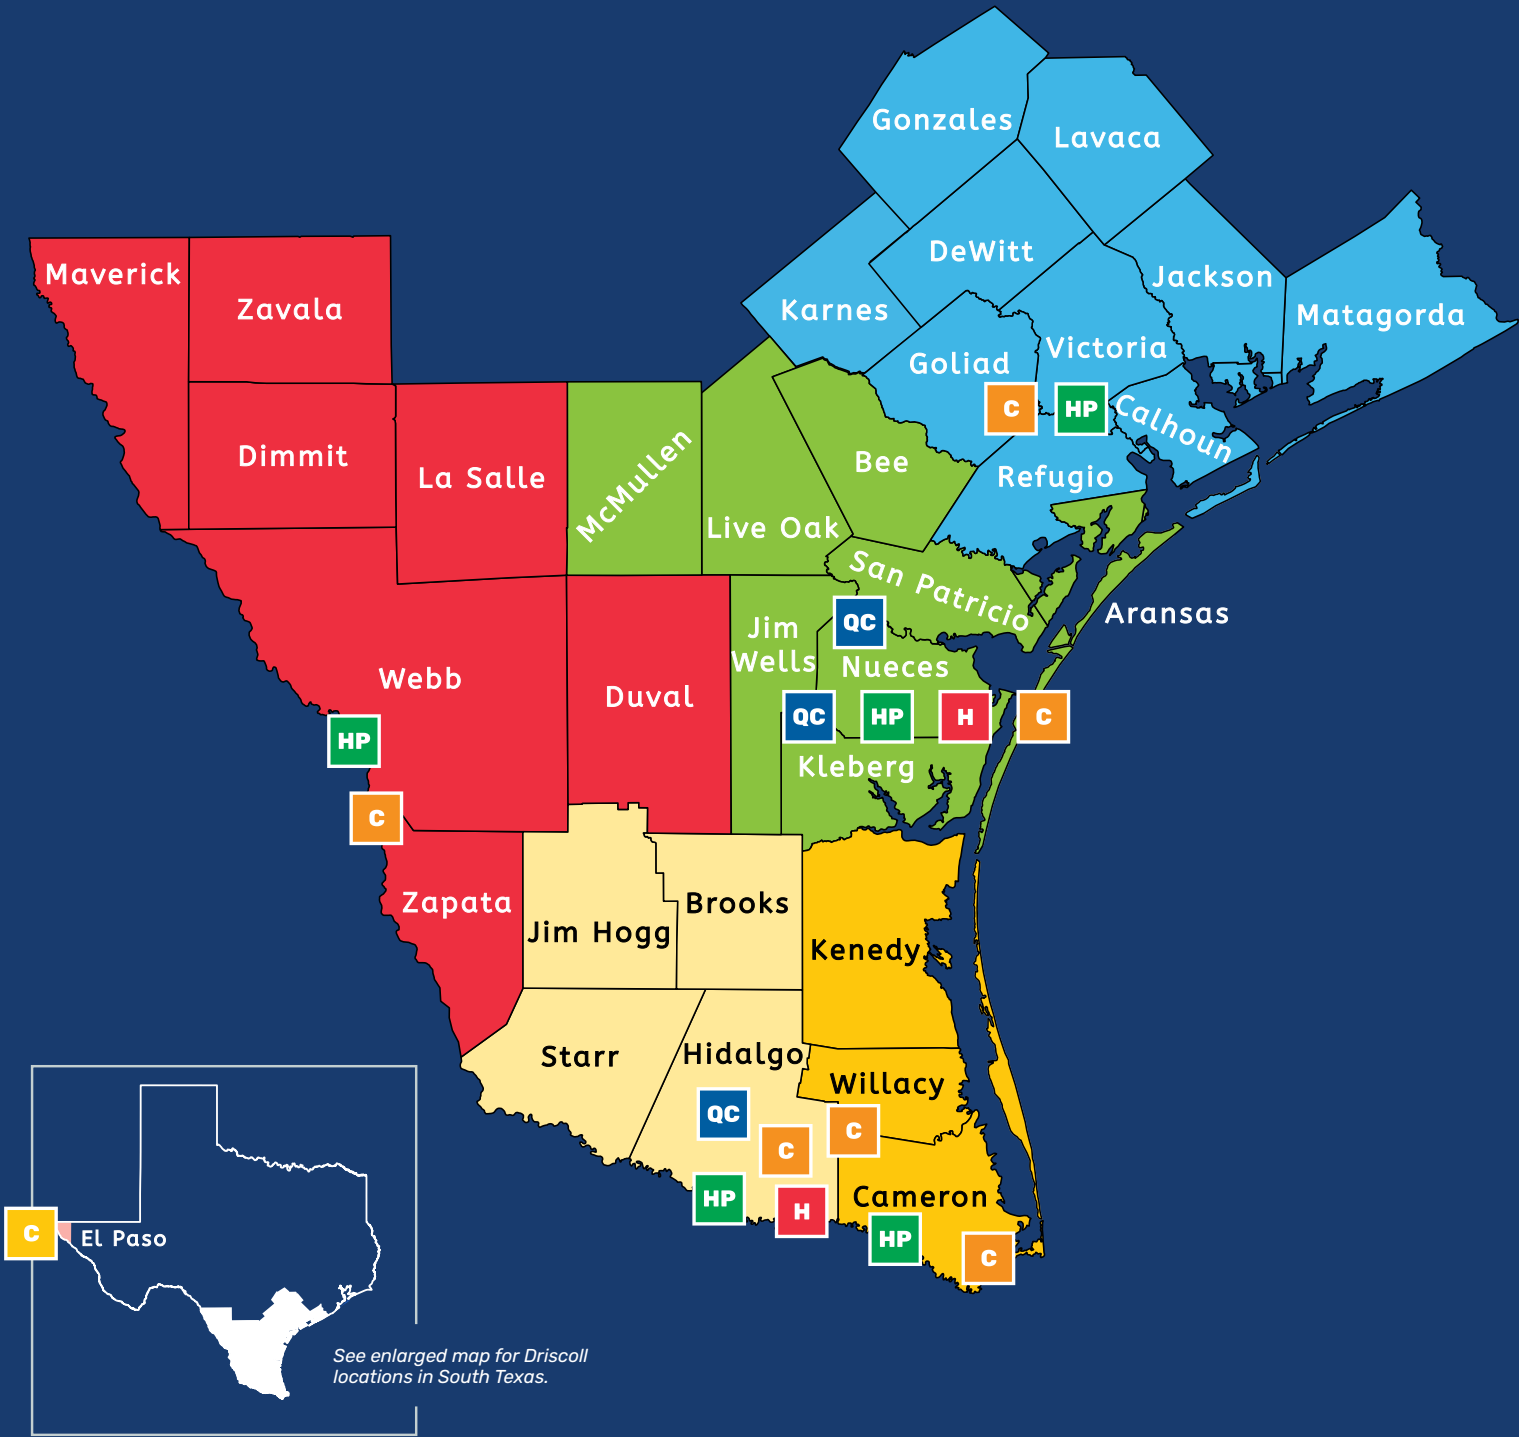 Gonzales
Lavaca
DeWitt
Maverick
Jackson
Zavala
Karnes
Matagorda
Victoria
Goliad
C
HP
Calhoun
Dimmit
La Salle
McMullen
Bee
Refugio
Live Oak
San Patricio
Aransas
QC
Jim
Wells
Nueces
Webb
Duval
QC
HP
H
C
HP
Kleberg
C
Zapata
Jim Hogg
Brooks
Kenedy
Starr
Hidalgo
Willacy
QC
C
C
HP
H
Cameron
HP
C
C
El Paso
See enlarged map for Driscoll
locations in South Texas.